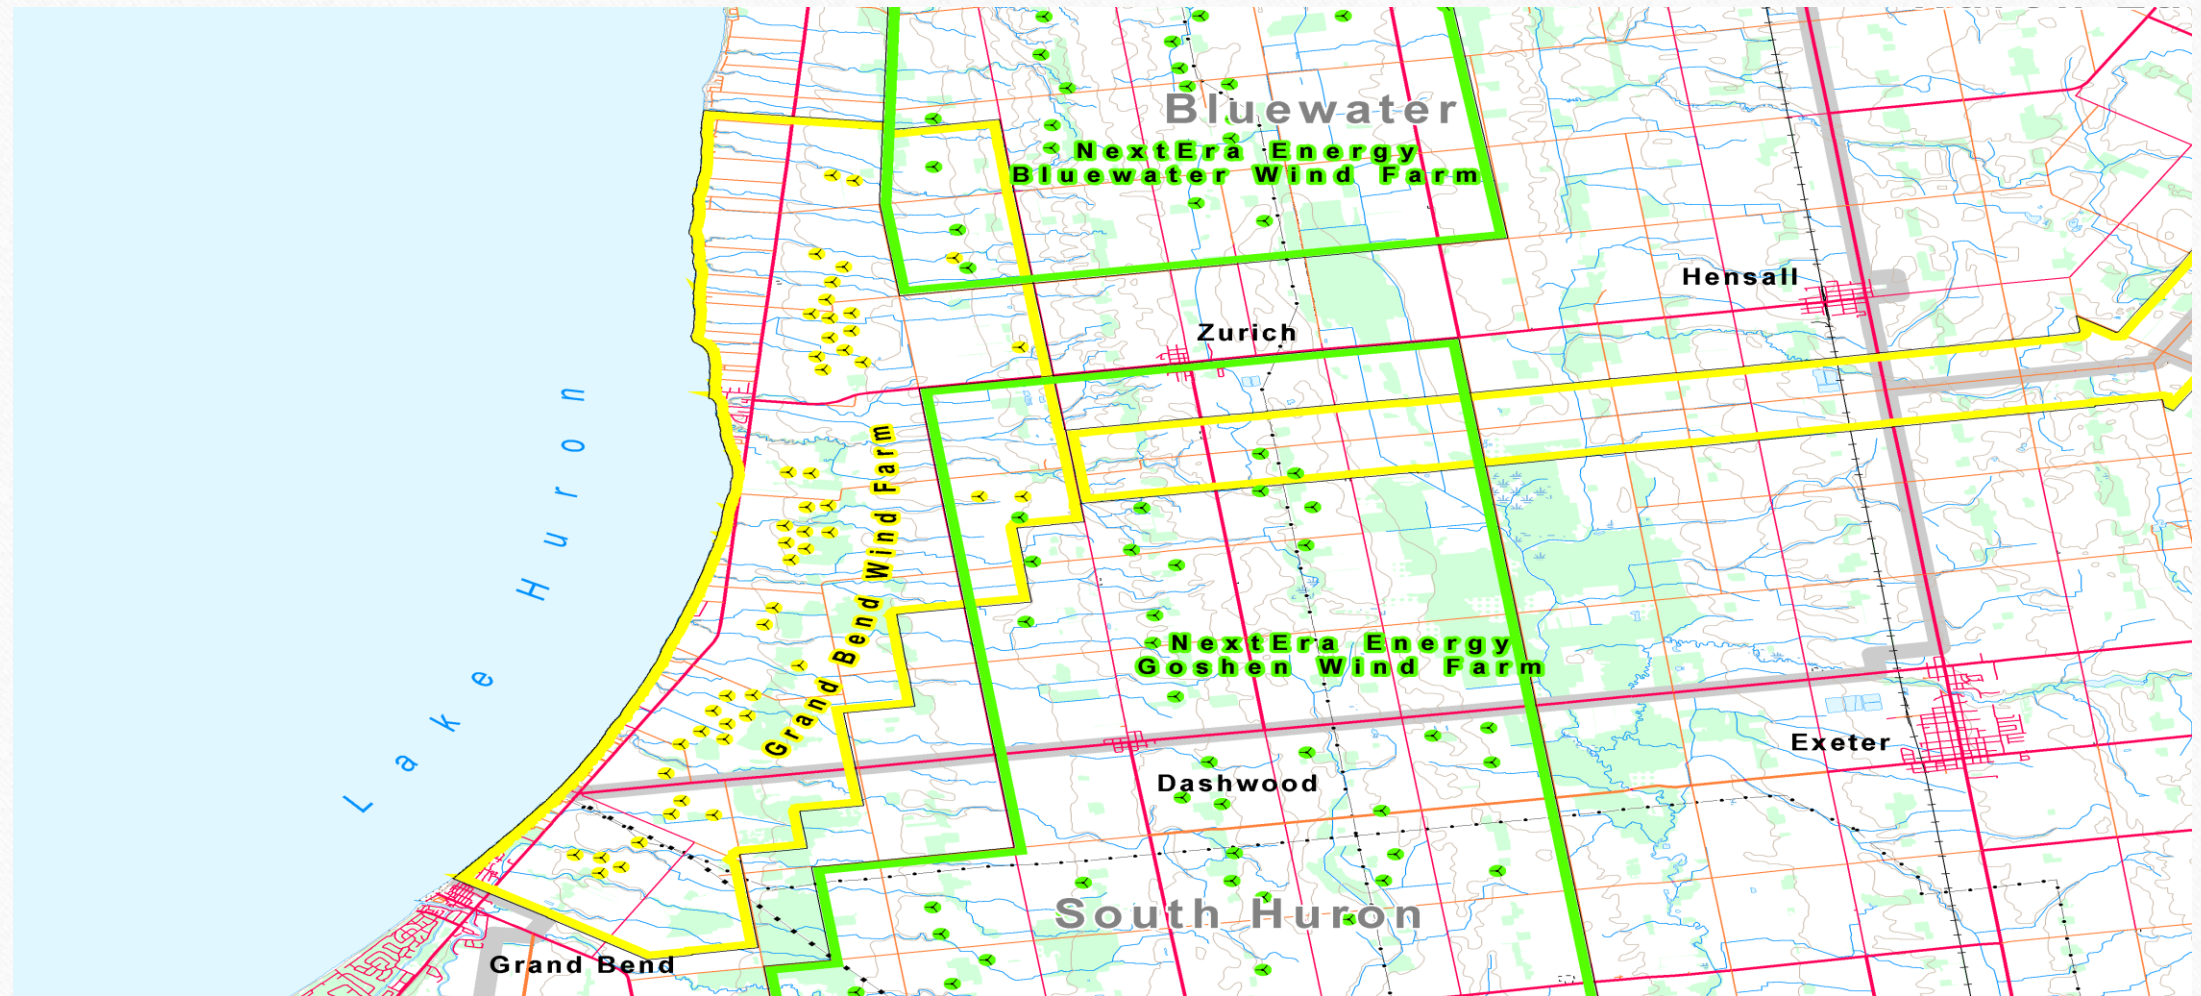 Bluewater
NextEra Energy
Bluewater Wind Farm
Hensall
Zurich
Lake Huron
Grand Bend Wind Farm
NextEra Energy
Goshen Wind Farm
Exeter
Dashwood
South Huron
Grand Bend